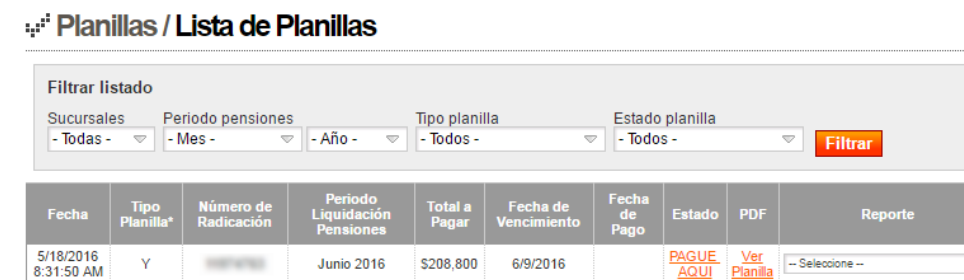 Planillas / Lista de Planillas
Filtrar listado
Sucursales Periodo pensiones Tipo planilla Estado planilla
- Todas - - Mes - - Año - - Todos - - Todos - Filtrar
Fecha Tipo Planilla* Número de Radicación Periodo Liquidación Pensiones Total a Pagar Fecha de Vencimiento Fecha de Pago Estado PDF Reporte
5/18/2016 8:31:50 AM Y Junio 2016 $208,800 6/9/2016 PAGUE AQUI Ver Planilla -- Seleccione --